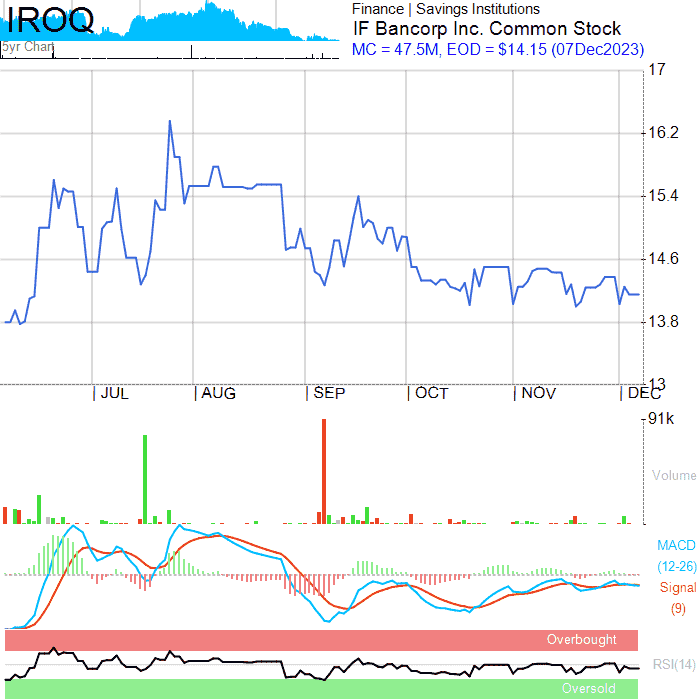 IROQ
5yr Chart
Finance | Savings Institutions
IF Bancorp Inc. Common Stock
MC = 47.5M, EOD = $14.15 (07Dec2023)
17
16.2
15.4
14.6
13.8
13
JUL AUG SEP OCT NOV DEC
91k
Volume
MACD
(12-26)
Signal
(9)
Overbought
RSI(14)
Oversold